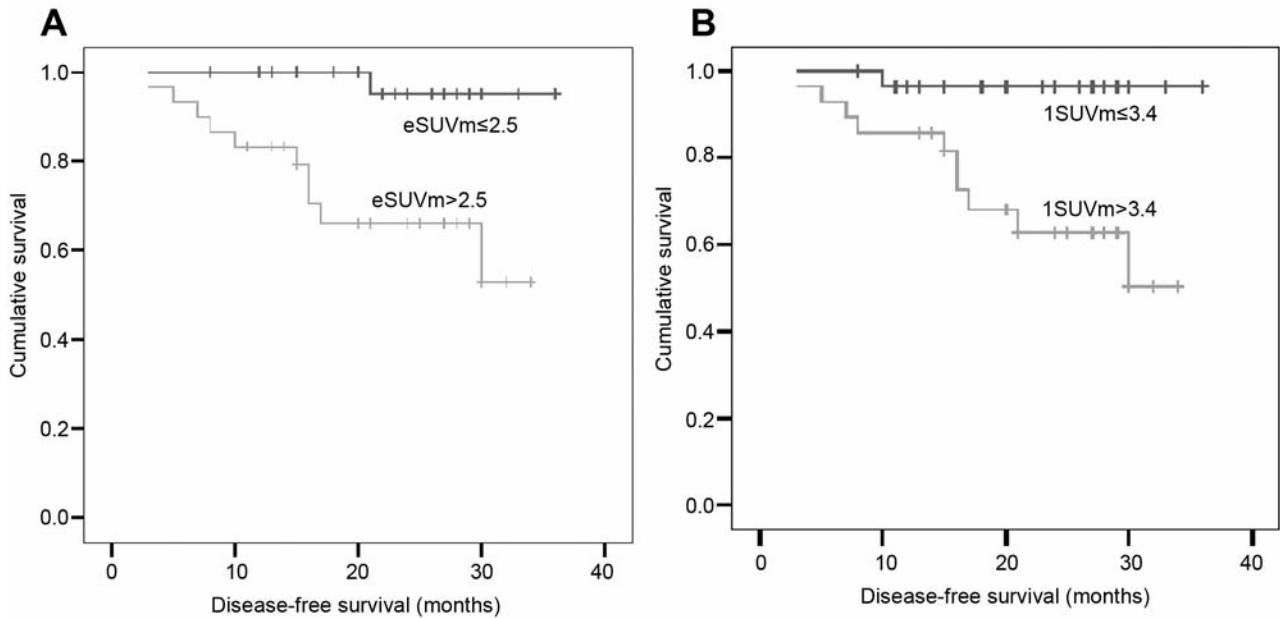 A
1.0
0.8
0.6
0.4
0.2
0.0
Cumulative survival
eSUVm≤2.5
eSUVm>2.5
0 10 20 30 40
Disease-free survival (months)
B
1.0
0.8
0.6
0.4
0.2
0.0
Cumulative survival
1SUVm≤3.4
1SUVm>3.4
0 10 20 30 40
Disease-free survival (months)